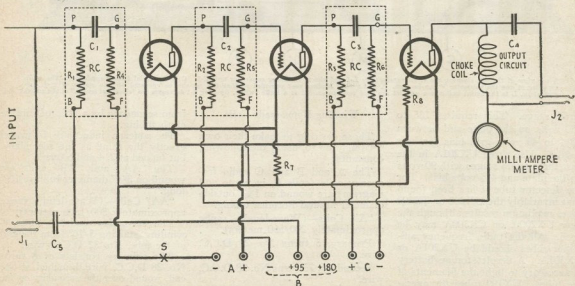 P C₁ G
R₁ RC R₄
B F
P C₂ G
R₂ RC R₅
B F
P C₃ G
R₃ RC R₆
B F
R₈
C₄
CHOKE COIL
OUTPUT CIRCUIT
J₂
MILLI AMPERE METER
R₇
INPUT
J₁ C₅
S
- A + - +95 +180 + C -
B